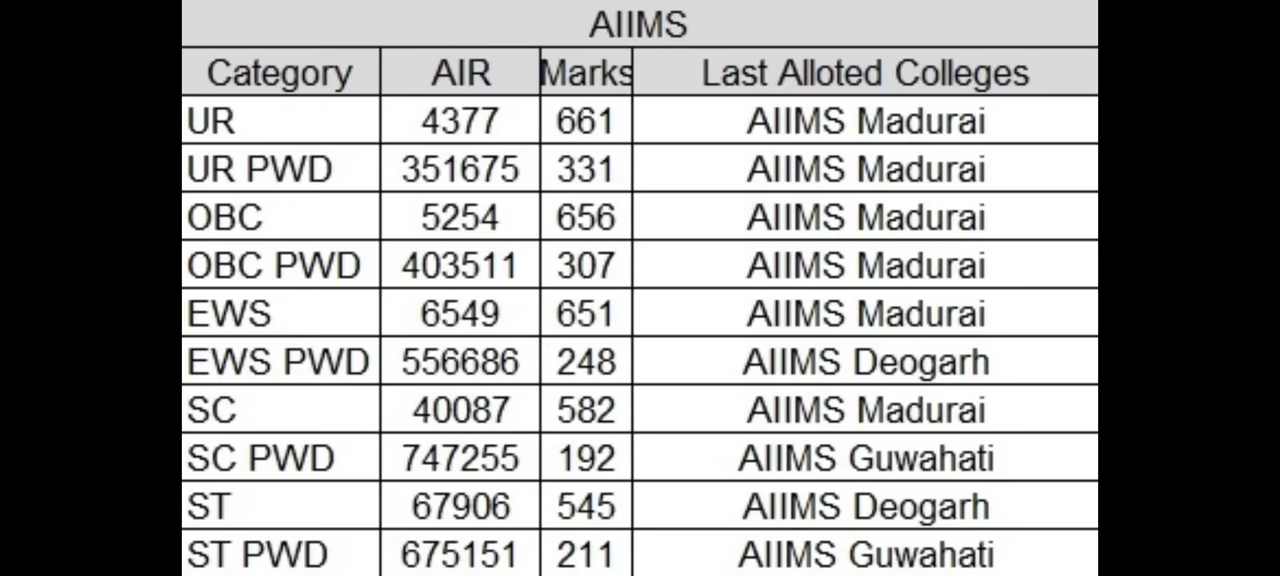 AIIMS
Category AIR Marks Last Alloted Colleges
UR 4377 661 AIIMS Madurai
UR PWD 351675 331 AIIMS Madurai
OBC 5254 656 AIIMS Madurai
OBC PWD 403511 307 AIIMS Madurai
EWS 6549 651 AIIMS Madurai
EWS PWD 556686 248 AIIMS Deogarh
SC 40087 582 AIIMS Madurai
SC PWD 747255 192 AIIMS Guwahati
ST 67906 545 AIIMS Deogarh
ST PWD 675151 211 AIIMS Guwahati